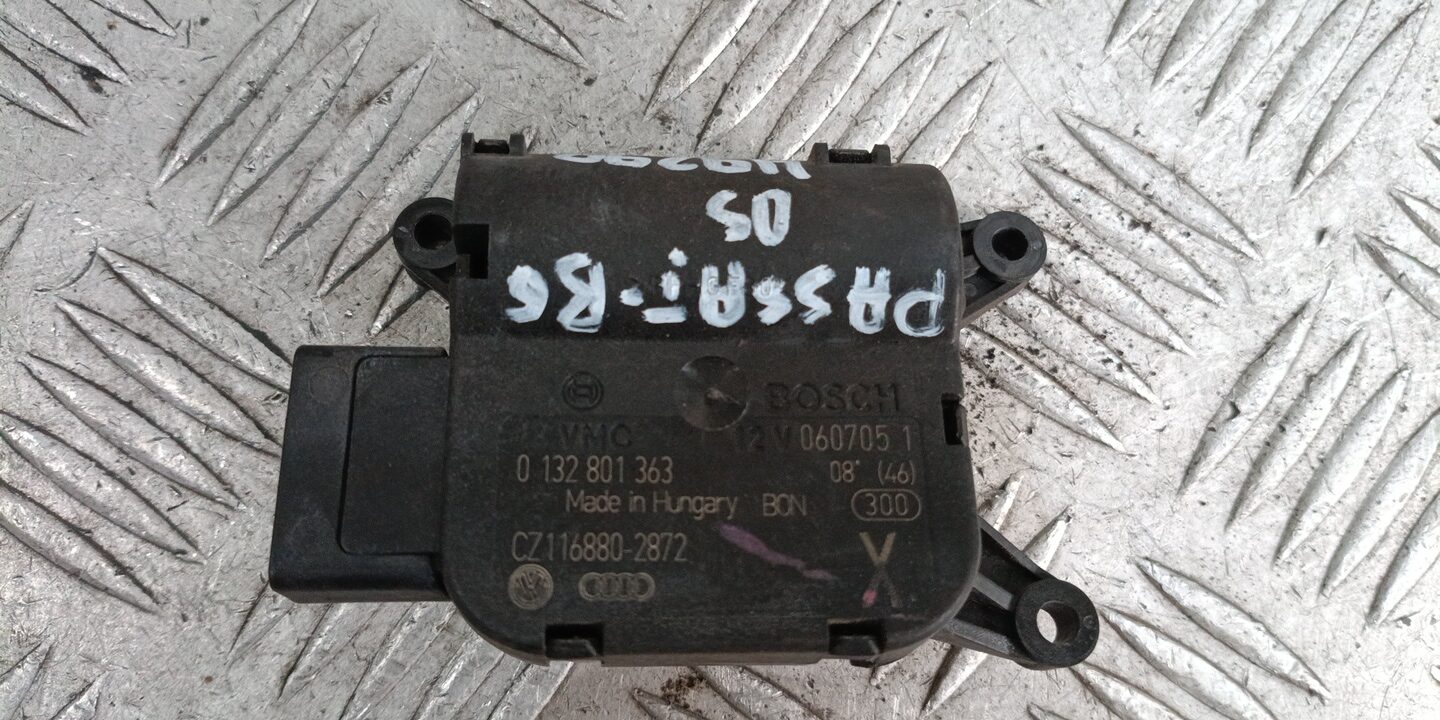 PASSAT-B6
05
BOSCH
VMC 12 V 060705 1
0 132 801 363 08° (46)
Made in Hungary BON 300
CZ116880-2872 X